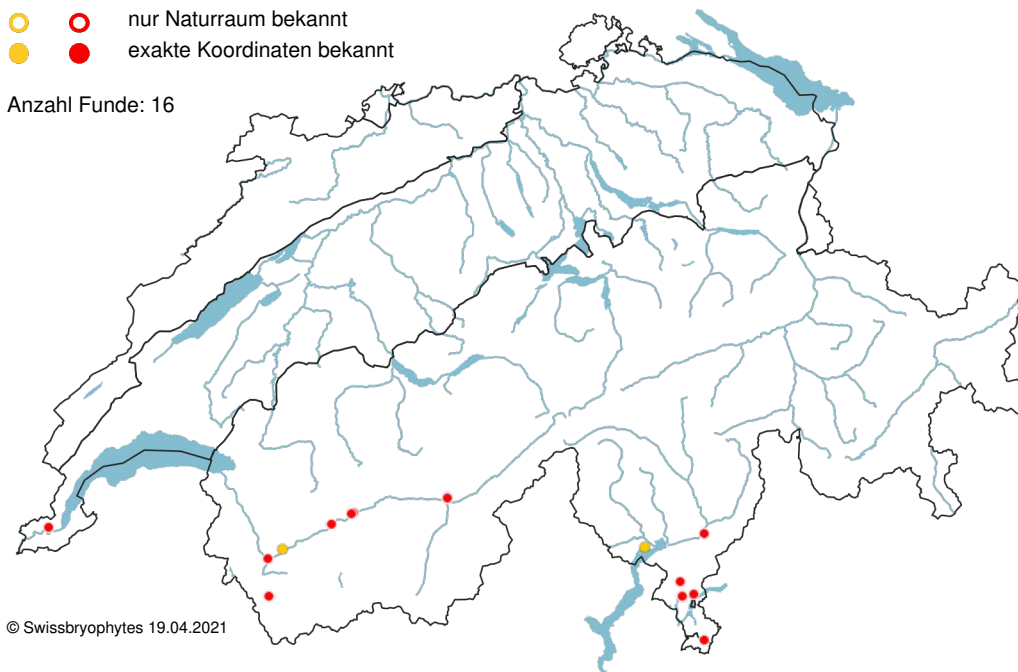 nur Naturraum bekannt
exakte Koordinaten bekannt
Anzahl Funde: 16
© Swissbryophytes 19.04.2021